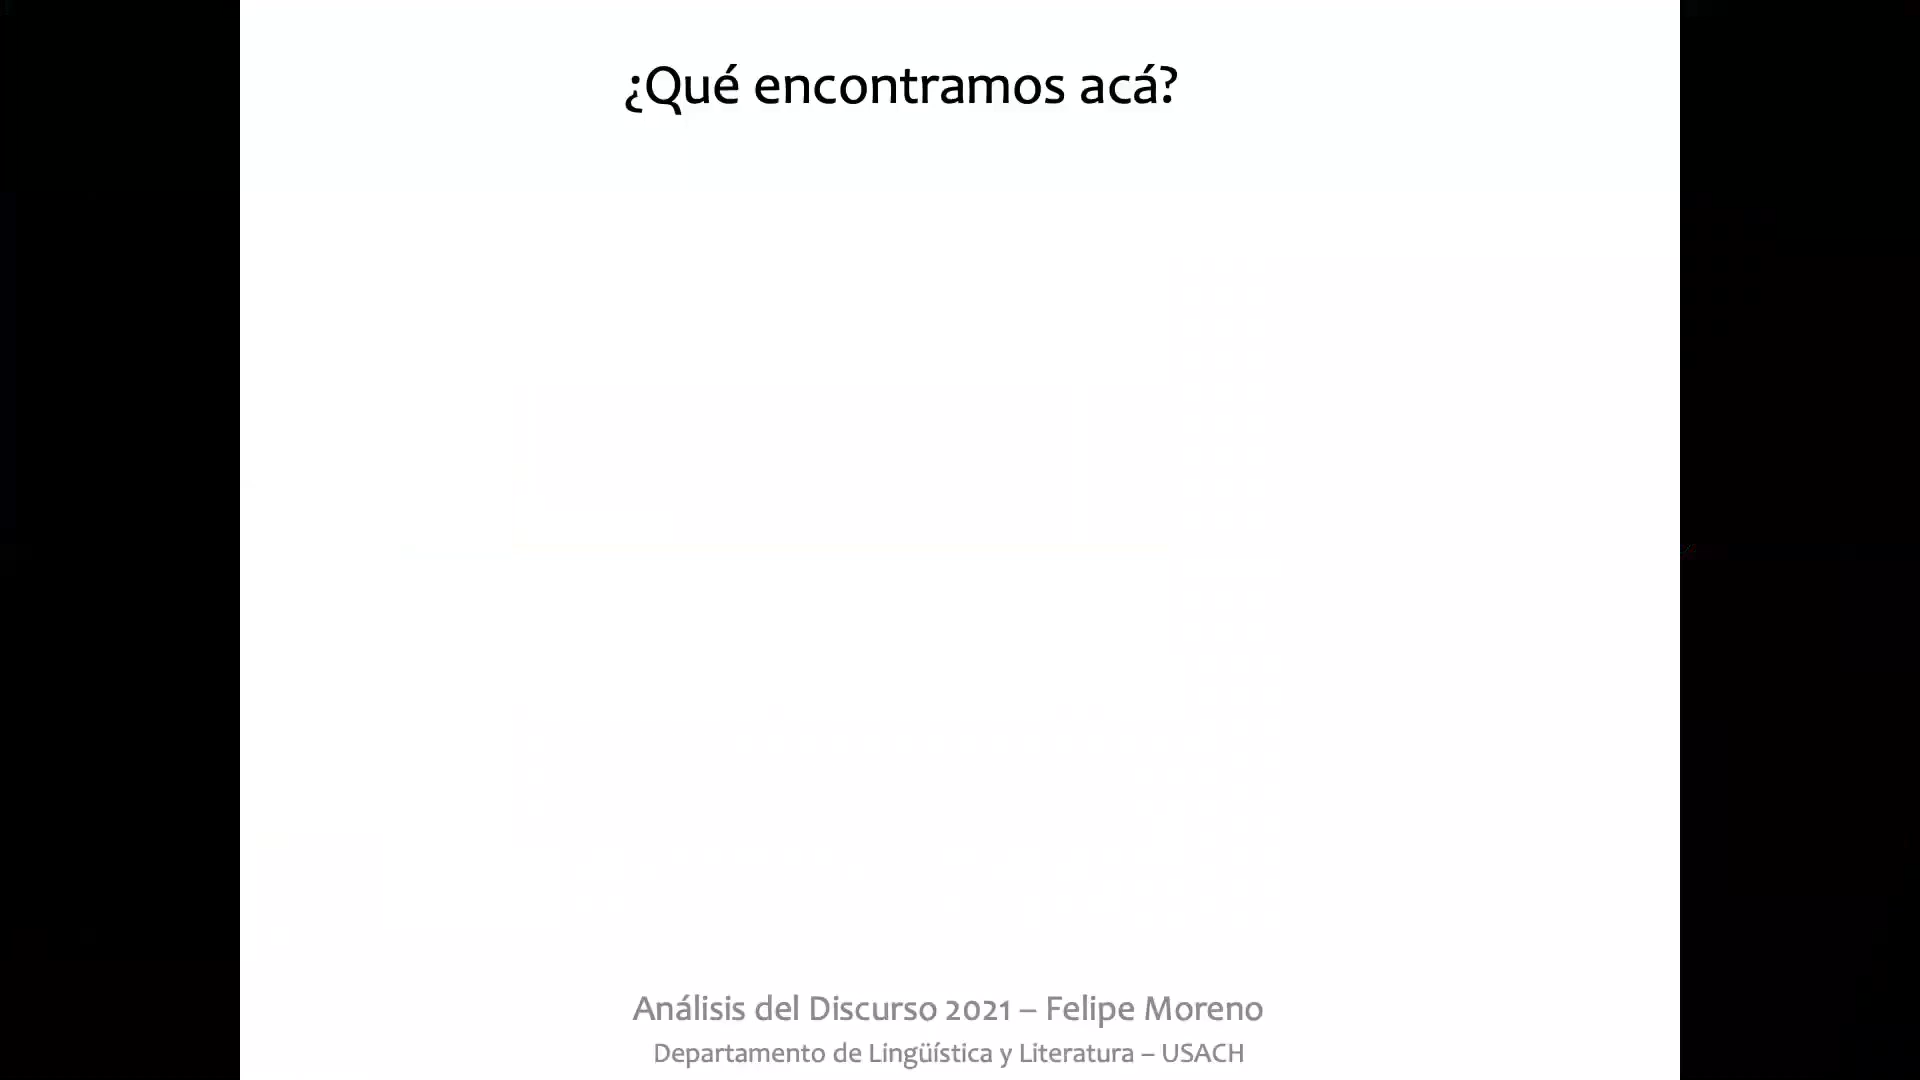 ¿Qué encontramos acá?
Análisis del Discurso 2021 – Felipe Moreno
Departamento de Lingüística y Literatura – USACH